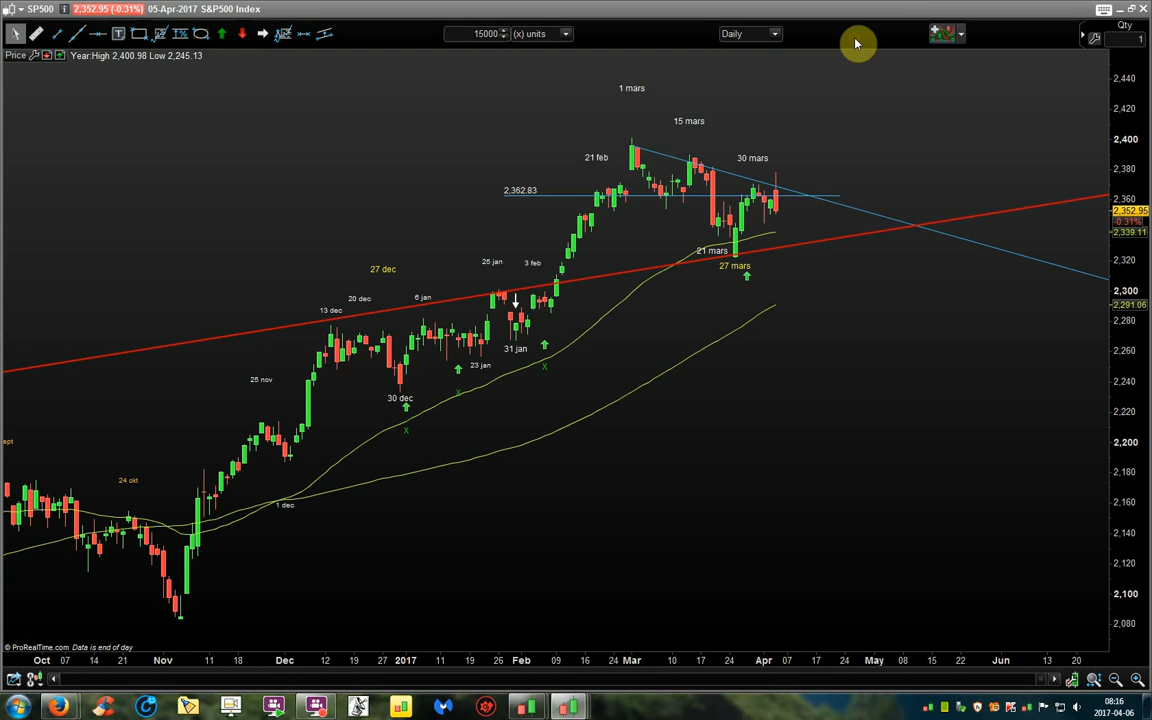 SP500 2,352.95 (-0.31%) 05-Apr-2017 S&P500 Index
15000 (x) units Daily Qty
1
Price Year:High 2,400.98 Low 2,245.13
2,440
1 mars
2,420
15 mars
2,400
21 feb 30 mars
2,380
2,362.83
2,360
2,352.95
-0.31%
2,339.11
21 mars
25 jan 3 feb 27 mars
27 dec
2,320
20 dec 6 jan
13 dec
2,300
2,291.06
2,280
31 jan
23 jan
2,260
25 nov
X X
30 dec
2,240
2,220
X
sept
2,200
24 okt
2,180
1 dec
2,160
2,140
2,120
2,100
2,080
© ProRealTime.com Data is end of day
Oct 07 14 21 Nov 11 18 Dec 12 19 27 2017 11 19 26 Feb 09 16 24 Mar 10 17 24 Apr 07 17 24 May 08 15 22 Jun 13 20
08:16
2017-04-06